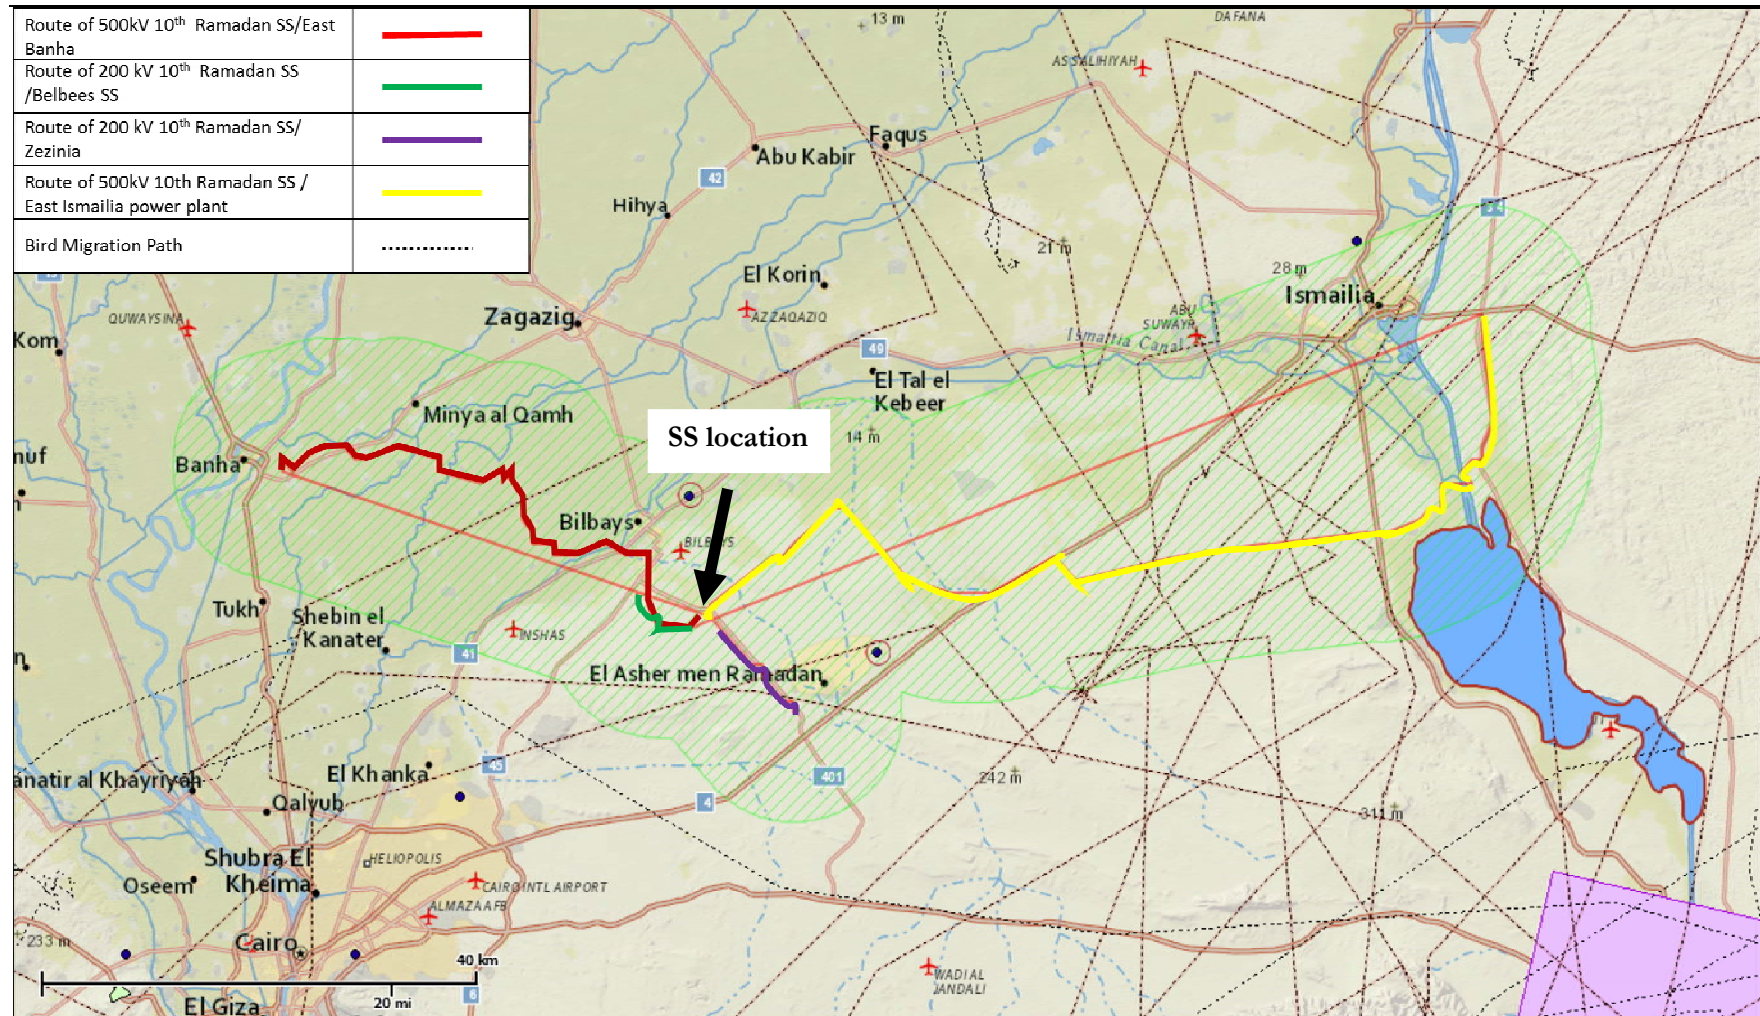 Route of 500kV 10th Ramadan SS/East
Banha
Route of 200 kV 10th Ramadan SS
/Belbees SS
Route of 200 kV 10th Ramadan SS/
Zezinia
Route of 500kV 10th Ramadan SS /
East Ismailia power plant
Bird Migration Path
13 m
DAFANA
AS SALIHIYAH
Faqus
Abu Kabir
42
Hihya
21 m
28 m
El Korin
Ismailia
ABU
SUWAYR
QUWAYSINA
Zagazig
AZZAQAZIQ
Ismailia Canal
Kom
49
El Tal el
Kebeer
Minya al Qamh
SS location
14 m
nuf
Banha
Bilbays
BILBAYS
Tukh
Shebin el
Kanater
INSHAS
41
El Asher men Ramadan
anatir al Khayriyah
El Khanka
45
401
242 m
Qalyub
4
311 m
Shubra El
Kheima
HELIOPOLIS
Oseem
CAIRO INTL AIRPORT
ALMAZA AFB
233 m
Cairo
40 km
WADI AL
JANDALI
20 mi
6
El Giza